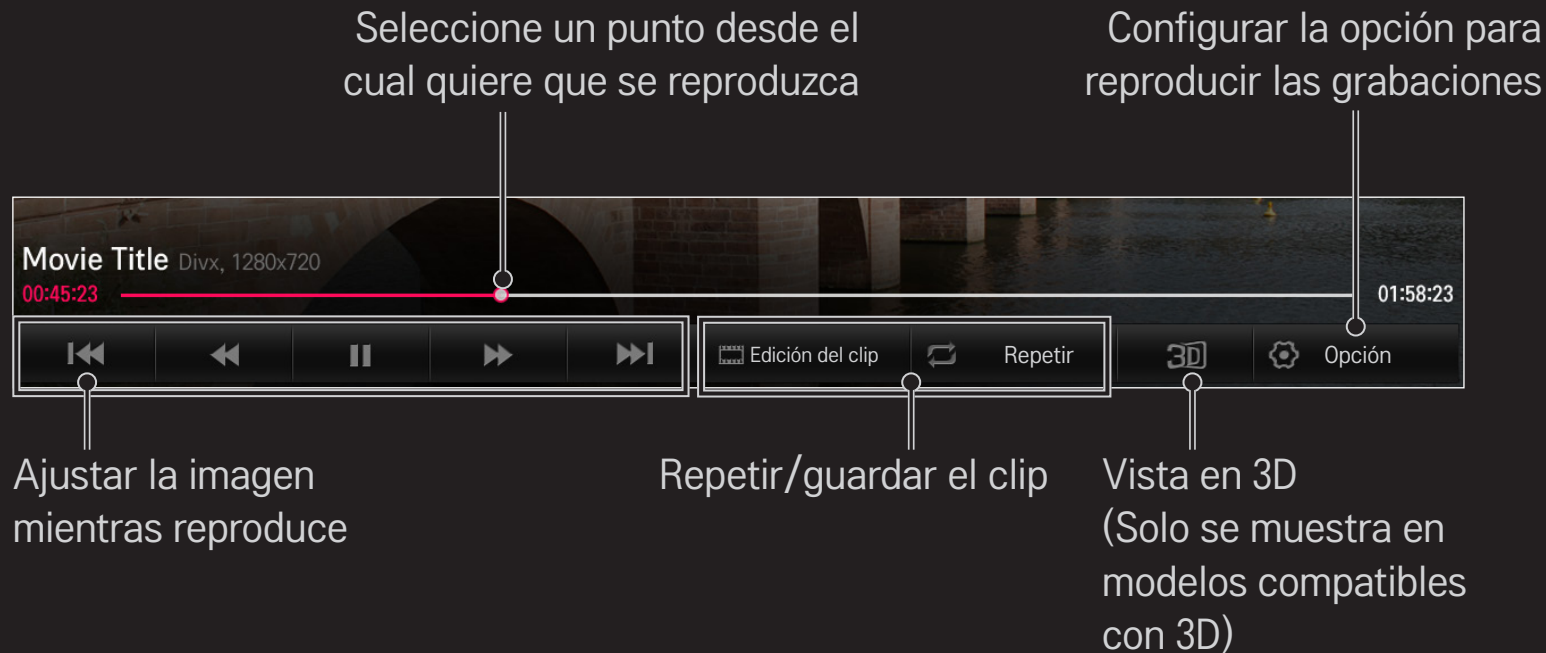 Seleccione un punto desde el
cual quiere que se reproduzca
Configurar la opción para
reproducir las grabaciones
Movie Title Divx, 1280x720
00:45:23
01:58:23
Edición del clip
Repetir
3D
Opción
Ajustar la imagen
mientras reproduce
Repetir/guardar el clip
Vista en 3D
(Solo se muestra en
modelos compatibles
con 3D)